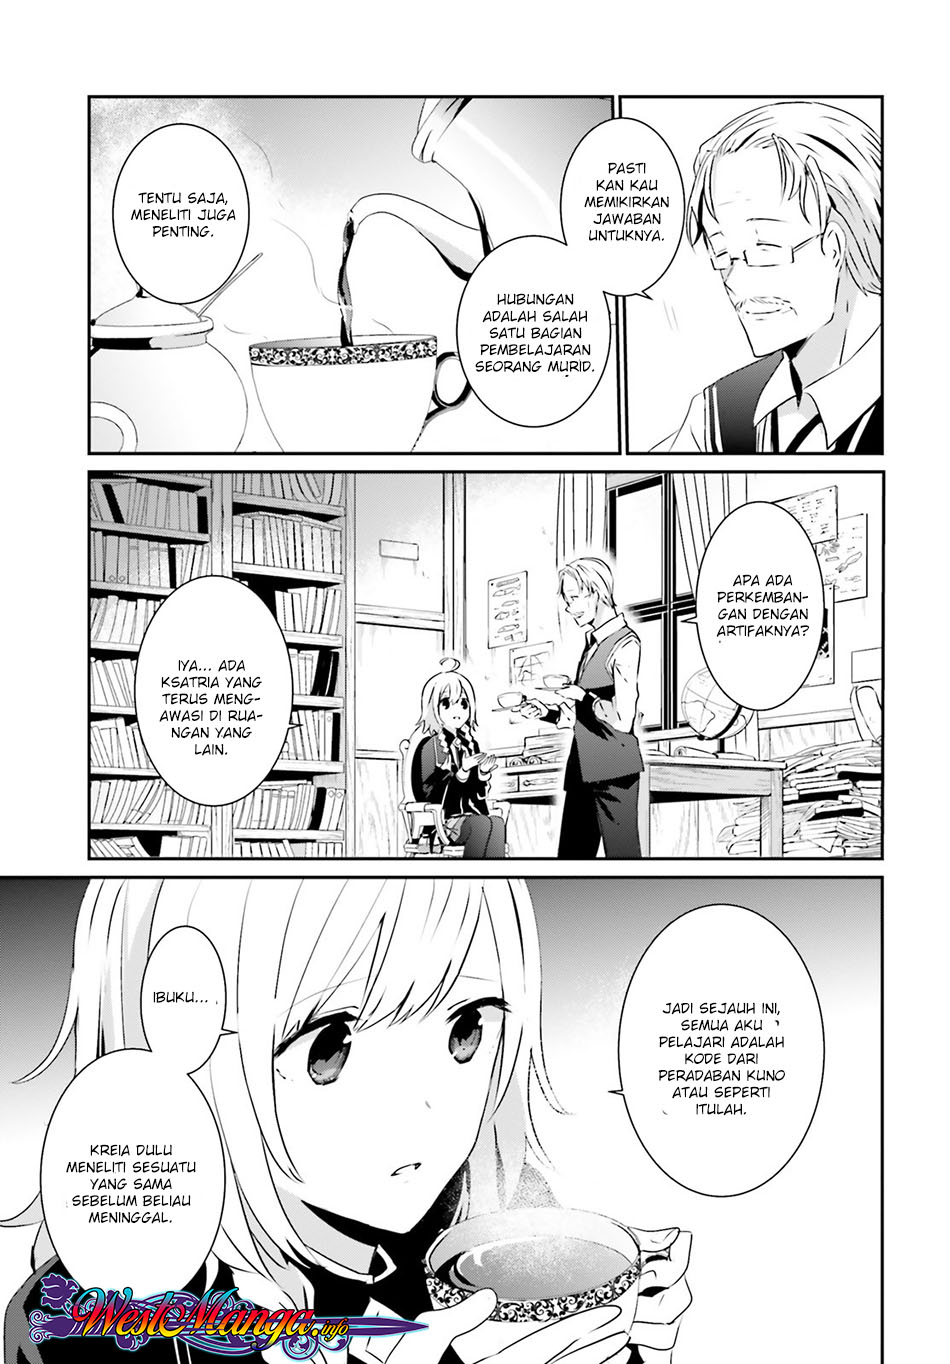 PASTI
KAN KAU
MEMIKIRKAN
JAWABAN
UNTUKNYA.
HUBUNGAN
ADALAH SALAH
SATU BAGIAN
PEMBELAJARAN
SEORANG MURID.
TENTU SAJA,
MENELITI JUGA
PENTING.
APA ADA
PERKEMBAN-
GAN DENGAN
ARTIFAKNYA?
IYA... ADA
KSATRIA YANG
TERUS MENG-
AWASI DI RUA-
NGAN YANG
LAIN.
JADI SEJAUH INI,
SEMUA AKU
PELAJARI ADALAH
KODE DARI
PERADABAN KUNO
ATAU SEPERTI
ITULAH.
IBUKU...
KREIA DULU
MENELITI SESUATU
YANG SAMA
SEBELUM BELIAU
MENINGGAL.
WestManga.info